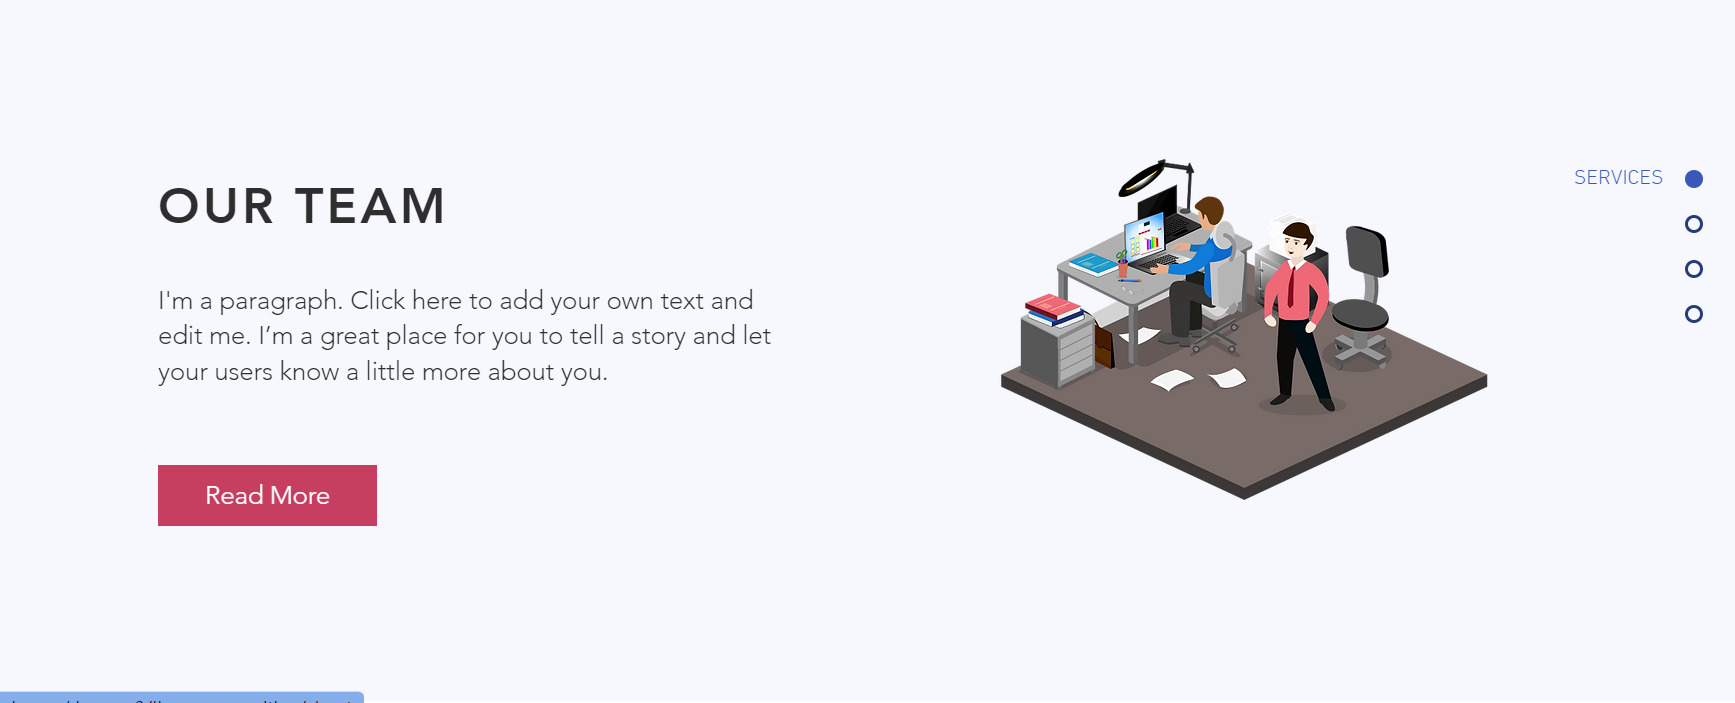 OUR TEAM
SERVICES
I'm a paragraph. Click here to add your own text and
edit me. I’m a great place for you to tell a story and let
your users know a little more about you.
Read More